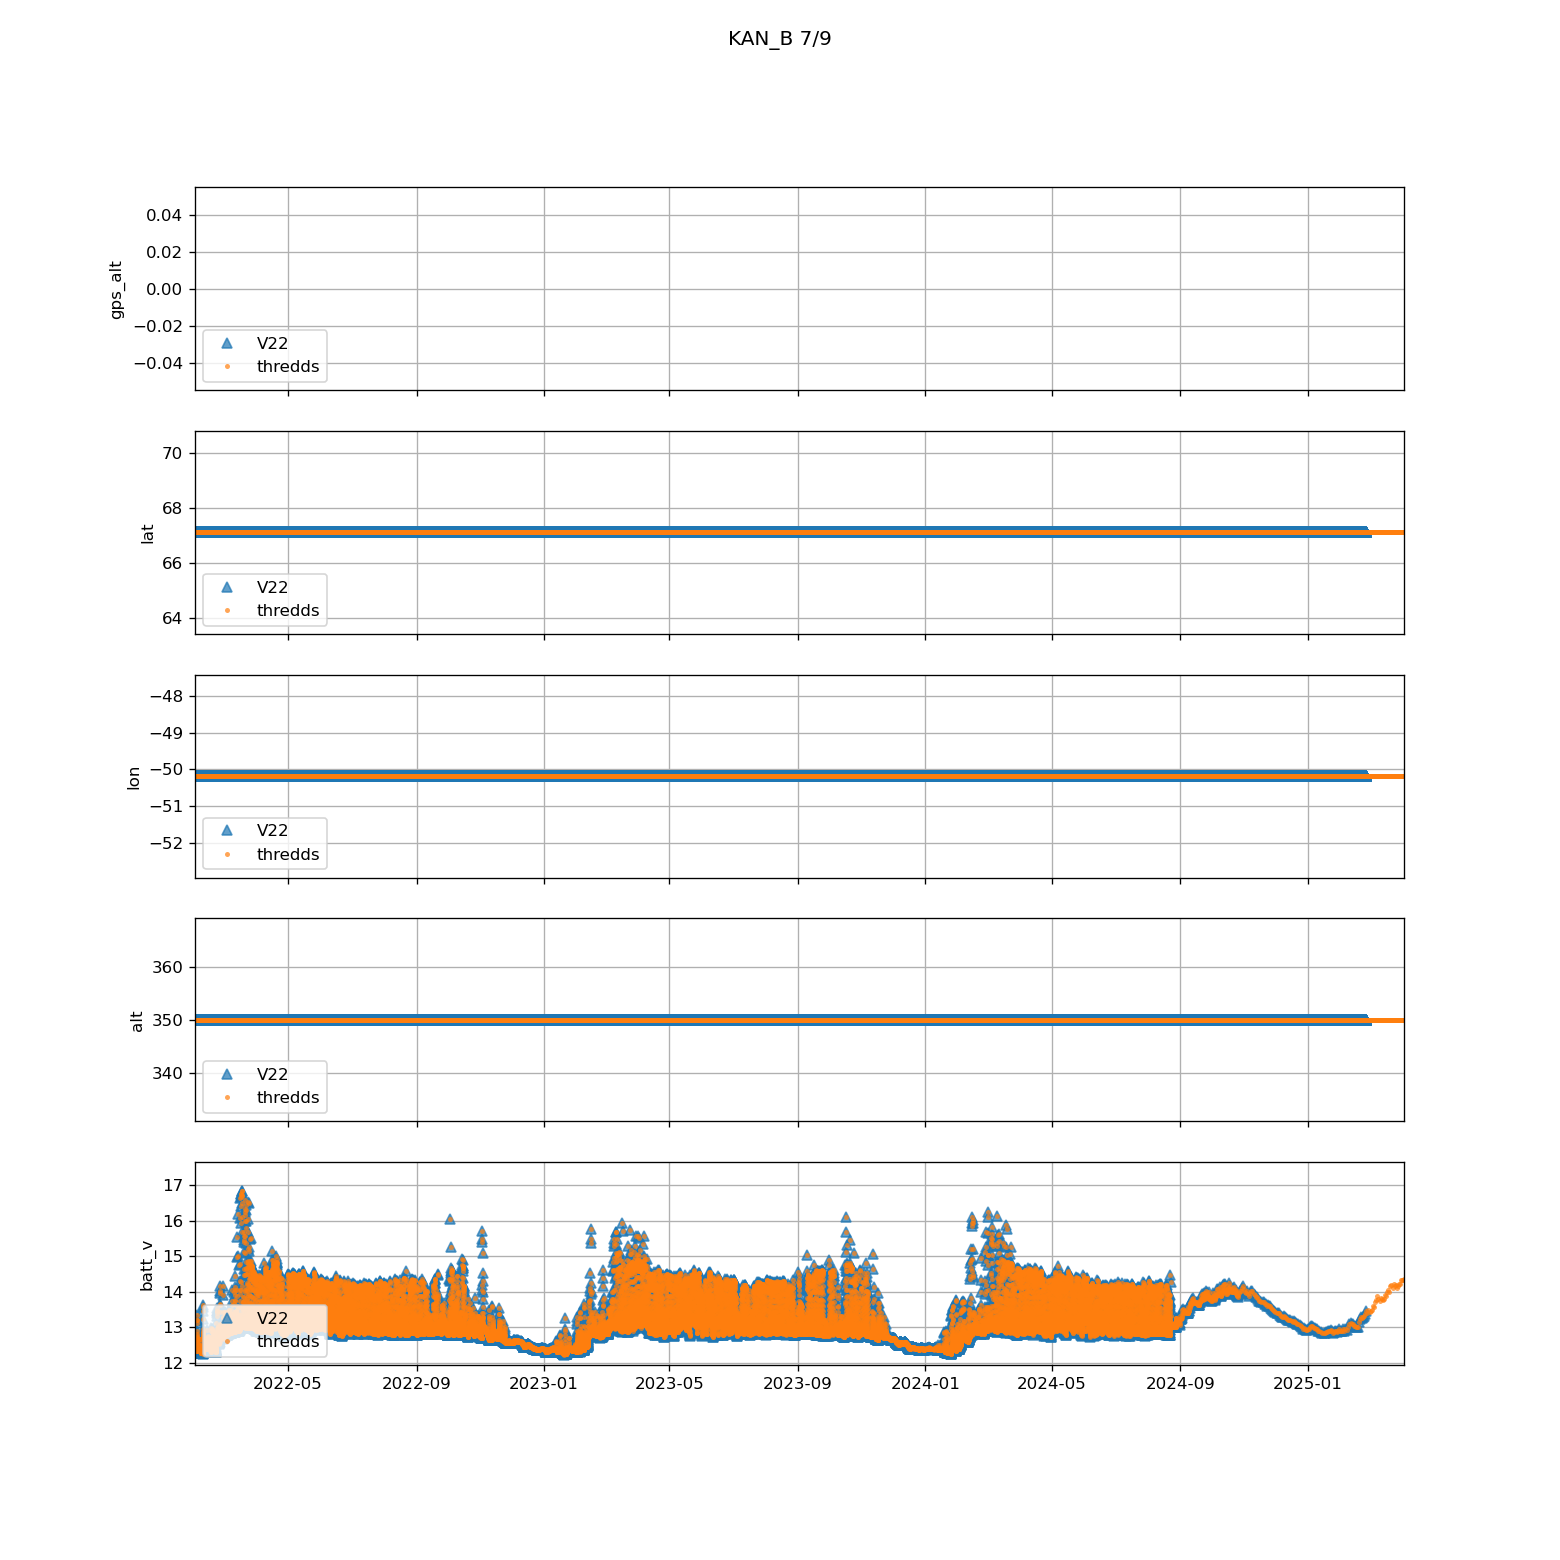 KAN_B 7/9
gps_alt
0.04
0.02
0.00
−0.02
−0.04
V22
thredds
lat
70
68
66
64
V22
thredds
lon
−48
−49
−50
−51
−52
V22
thredds
alt
360
350
340
V22
thredds
batt_v
17
16
15
14
13
12
V22
thredds
2022-05 2022-09 2023-01 2023-05 2023-09 2024-01 2024-05 2024-09 2025-01